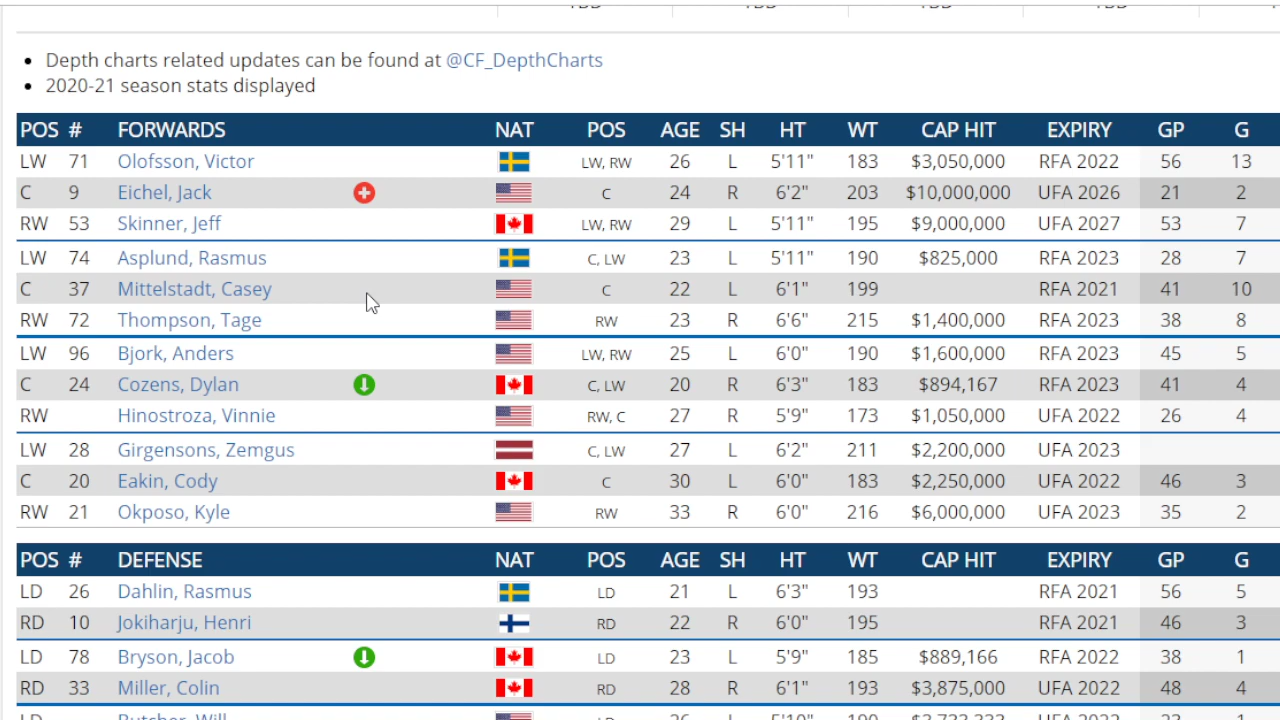 • Depth charts related updates can be found at @CF_DepthCharts
• 2020-21 season stats displayed
POS # FORWARDS NAT POS AGE SH HT WT CAP HIT EXPIRY GP G
LW 71 Olofsson, Victor LW, RW 26 L 5'11" 183 $3,050,000 RFA 2022 56 13
C 9 Eichel, Jack C 24 R 6'2" 203 $10,000,000 UFA 2026 21 2
RW 53 Skinner, Jeff LW, RW 29 L 5'11" 195 $9,000,000 UFA 2027 53 7
LW 74 Asplund, Rasmus C, LW 23 L 5'11" 190 $825,000 RFA 2023 28 7
C 37 Mittelstadt, Casey C 22 L 6'1" 199 RFA 2021 41 10
RW 72 Thompson, Tage RW 23 R 6'6" 215 $1,400,000 RFA 2023 38 8
LW 96 Bjork, Anders LW, RW 25 L 6'0" 190 $1,600,000 RFA 2023 45 5
C 24 Cozens, Dylan C, LW 20 R 6'3" 183 $894,167 RFA 2023 41 4
RW Hinostroza, Vinnie RW, C 27 R 5'9" 173 $1,050,000 UFA 2022 26 4
LW 28 Girgensons, Zemgus C, LW 27 L 6'2" 211 $2,200,000 UFA 2023
C 20 Eakin, Cody C 30 L 6'0" 183 $2,250,000 UFA 2022 46 3
RW 21 Okposo, Kyle RW 33 R 6'0" 216 $6,000,000 UFA 2023 35 2
POS # DEFENSE NAT POS AGE SH HT WT CAP HIT EXPIRY GP G
LD 26 Dahlin, Rasmus LD 21 L 6'3" 193 RFA 2021 56 5
RD 10 Jokiharju, Henri RD 22 R 6'0" 195 RFA 2021 46 3
LD 78 Bryson, Jacob LD 23 L 5'9" 185 $889,166 RFA 2022 38 1
RD 33 Miller, Colin RD 28 R 6'1" 193 $3,875,000 UFA 2022 48 4